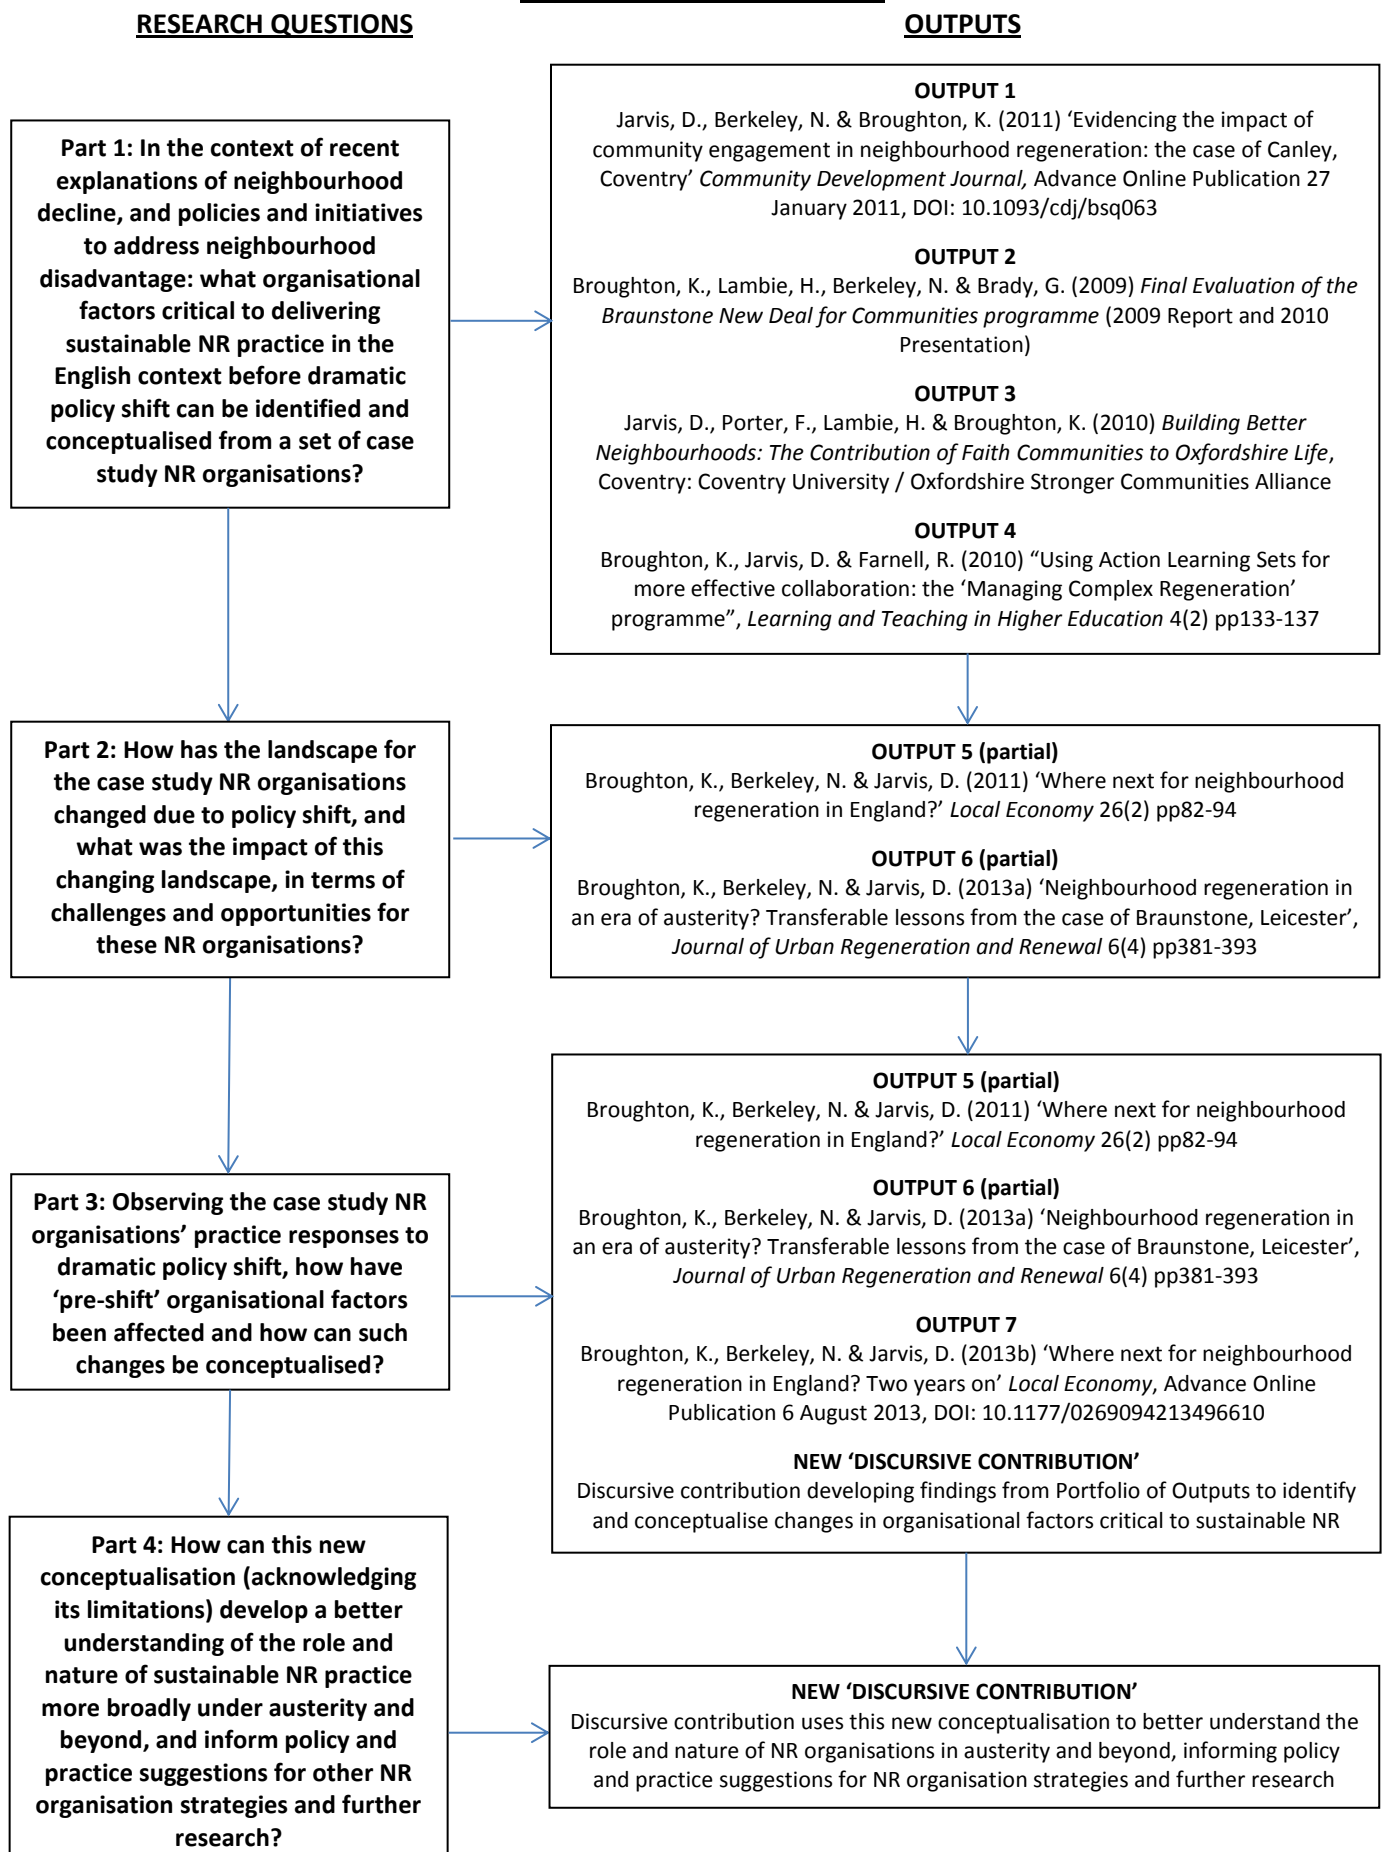 RESEARCH QUESTIONS
OUTPUTS
Part 1: In the context of recent
explanations of neighbourhood
decline, and policies and initiatives
to address neighbourhood
disadvantage: what organisational
factors critical to delivering
sustainable NR practice in the
English context before dramatic
policy shift can be identified and
conceptualised from a set of case
study NR organisations?
OUTPUT 1
Jarvis, D., Berkeley, N. & Broughton, K. (2011) ‘Evidencing the impact of
community engagement in neighbourhood regeneration: the case of Canley,
Coventry’ Community Development Journal, Advance Online Publication 27
January 2011, DOI: 10.1093/cdj/bsq063
OUTPUT 2
Broughton, K., Lambie, H., Berkeley, N. & Brady, G. (2009) Final Evaluation of the
Braunstone New Deal for Communities programme (2009 Report and 2010
Presentation)
OUTPUT 3
Jarvis, D., Porter, F., Lambie, H. & Broughton, K. (2010) Building Better
Neighbourhoods: The Contribution of Faith Communities to Oxfordshire Life,
Coventry: Coventry University / Oxfordshire Stronger Communities Alliance
OUTPUT 4
Broughton, K., Jarvis, D. & Farnell, R. (2010) “Using Action Learning Sets for
more effective collaboration: the ‘Managing Complex Regeneration’
programme”, Learning and Teaching in Higher Education 4(2) pp133-137
Part 2: How has the landscape for
the case study NR organisations
changed due to policy shift, and
what was the impact of this
changing landscape, in terms of
challenges and opportunities for
these NR organisations?
OUTPUT 5 (partial)
Broughton, K., Berkeley, N. & Jarvis, D. (2011) ‘Where next for neighbourhood
regeneration in England?’ Local Economy 26(2) pp82-94
OUTPUT 6 (partial)
Broughton, K., Berkeley, N. & Jarvis, D. (2013a) ‘Neighbourhood regeneration in
an era of austerity? Transferable lessons from the case of Braunstone, Leicester’,
Journal of Urban Regeneration and Renewal 6(4) pp381-393
Part 3: Observing the case study NR
organisations’ practice responses to
dramatic policy shift, how have
‘pre-shift’ organisational factors
been affected and how can such
changes be conceptualised?
OUTPUT 5 (partial)
Broughton, K., Berkeley, N. & Jarvis, D. (2011) ‘Where next for neighbourhood
regeneration in England?’ Local Economy 26(2) pp82-94
OUTPUT 6 (partial)
Broughton, K., Berkeley, N. & Jarvis, D. (2013a) ‘Neighbourhood regeneration in
an era of austerity? Transferable lessons from the case of Braunstone, Leicester’,
Journal of Urban Regeneration and Renewal 6(4) pp381-393
OUTPUT 7
Broughton, K., Berkeley, N. & Jarvis, D. (2013b) ‘Where next for neighbourhood
regeneration in England? Two years on’ Local Economy, Advance Online
Publication 6 August 2013, DOI: 10.1177/0269094213496610
NEW ‘DISCURSIVE CONTRIBUTION’
Discursive contribution developing findings from Portfolio of Outputs to identify
and conceptualise changes in organisational factors critical to sustainable NR
Part 4: How can this new
conceptualisation (acknowledging
its limitations) develop a better
understanding of the role and
nature of sustainable NR practice
more broadly under austerity and
beyond, and inform policy and
practice suggestions for other NR
organisation strategies and further
research?
NEW ‘DISCURSIVE CONTRIBUTION’
Discursive contribution uses this new conceptualisation to better understand the
role and nature of NR organisations in austerity and beyond, informing policy
and practice suggestions for NR organisation strategies and further research